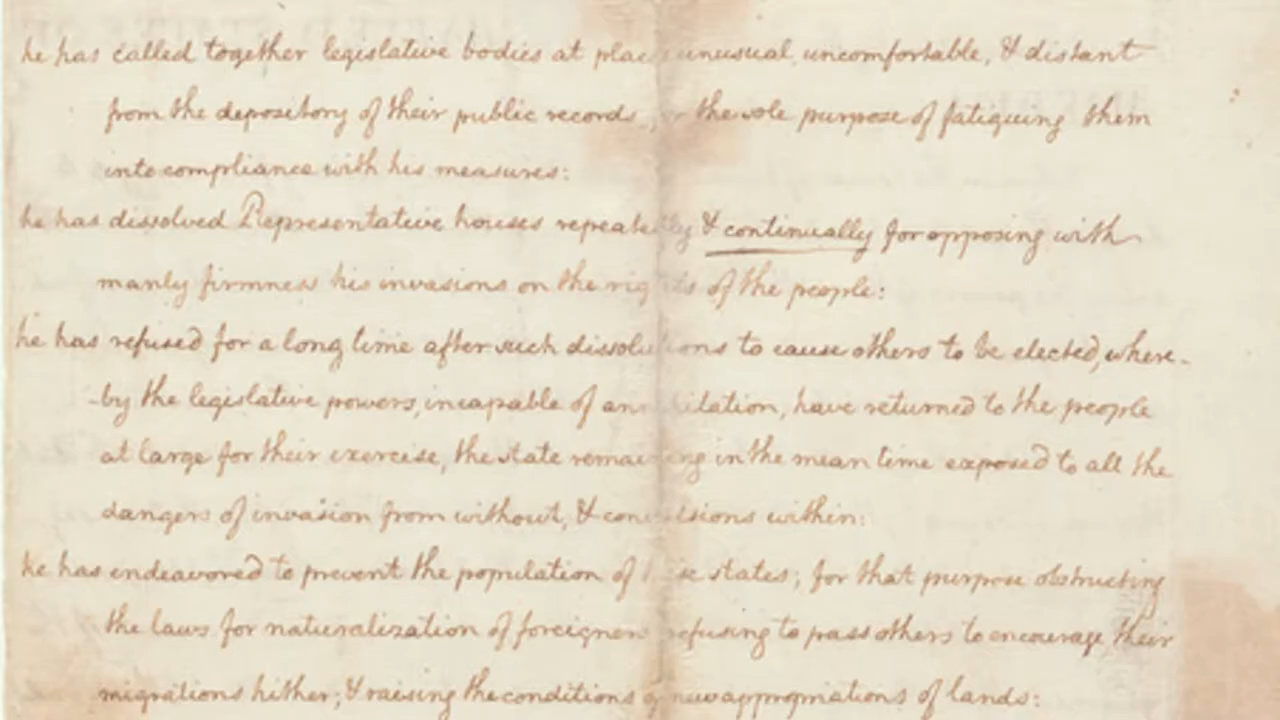 he has called together legislative bodies at places unusual, uncomfortable, & distant
from the depository of their public records for the sole purpose of fatiguing them
into compliance with his measures:
he has dissolved Representative houses repeatedly & continually for opposing with
manly firmness his invasions on the rights of the people:
he has refused for a long time after such dissolutions to cause others to be elected, where-
-by the legislative powers, incapable of annihilation, have returned to the people
at large for their exercise, the state remaining in the mean time exposed to all the
dangers of invasion from without, & convulsions within:
he has endeavored to prevent the population of these states; for that purpose obstructing
the laws for naturalization of foreigners refusing to pass others to encourage their
migrations hither; & raising the conditions of new appropriations of lands: